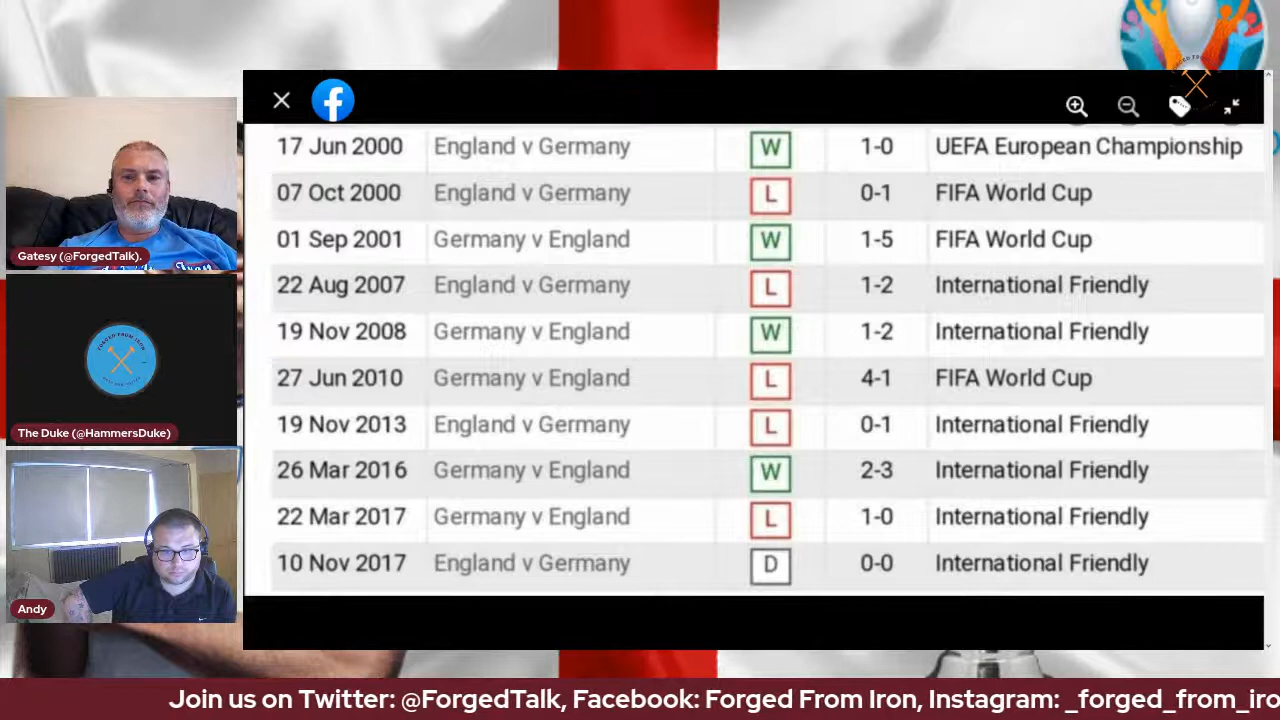 17 Jun 2000 England v Germany W 1-0 UEFA European Championship
07 Oct 2000 England v Germany L 0-1 FIFA World Cup
01 Sep 2001 Germany v England W 1-5 FIFA World Cup
22 Aug 2007 England v Germany L 1-2 International Friendly
19 Nov 2008 Germany v England W 1-2 International Friendly
27 Jun 2010 Germany v England L 4-1 FIFA World Cup
19 Nov 2013 England v Germany L 0-1 International Friendly
26 Mar 2016 Germany v England W 2-3 International Friendly
22 Mar 2017 Germany v England L 1-0 International Friendly
10 Nov 2017 England v Germany D 0-0 International Friendly
Gatesy (@ForgedTalk).
FORGED FROM IRON
The Duke (@HammersDuke)
Andy
Join us on Twitter: @ForgedTalk, Facebook: Forged From Iron, Instagram: _forged_from_iro